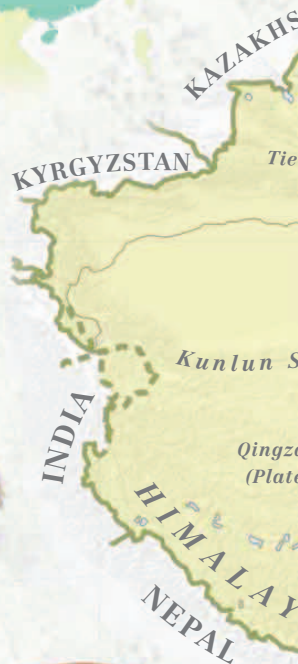 KAZAKHS
KYRGYZSTAN
Tie
Kunlun S
INDIA
Qingz
(Plate
HIMALAY
NEPAL